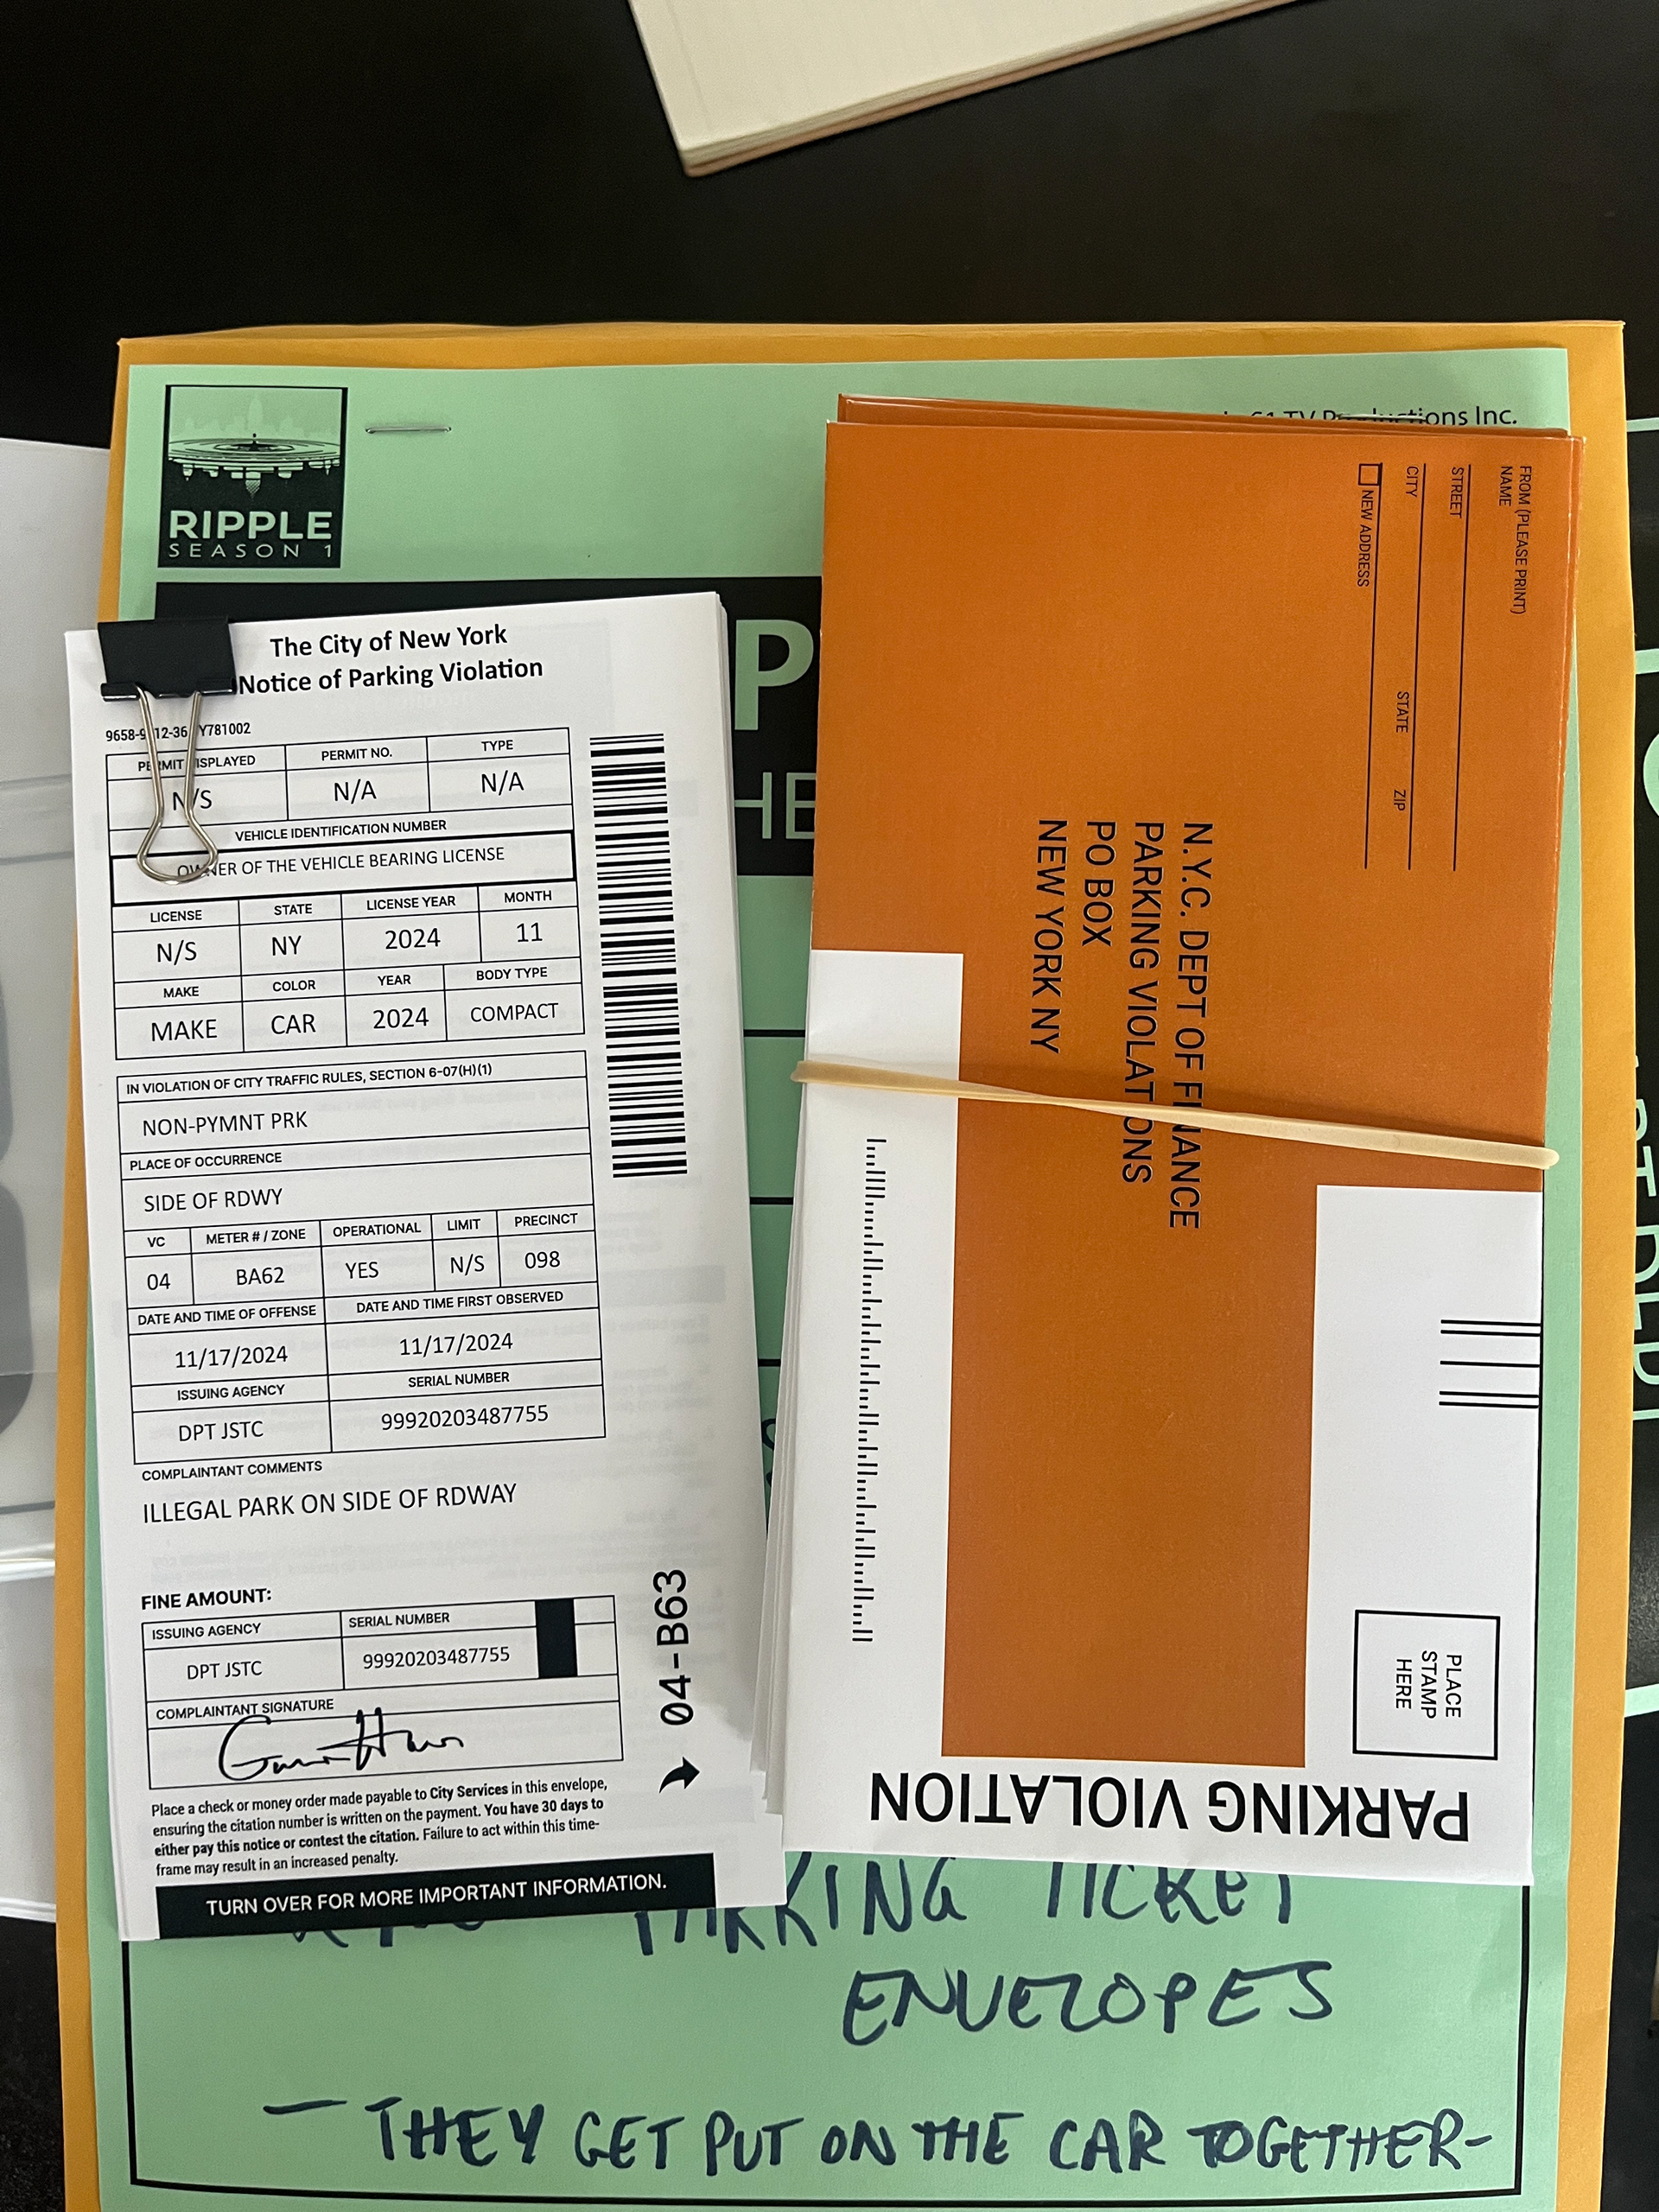 RIPPLE
SEASON 1
61 TV Productions Inc.
The City of New York
Notice of Parking Violation
PERMIT DISPLAYED PERMIT NO. TYPE
N/S N/A N/A
VEHICLE IDENTIFICATION NUMBER
OWNER OF THE VEHICLE BEARING LICENSE
LICENSE STATE LICENSE YEAR MONTH
N/S NY 2024 11
MAKE COLOR YEAR BODY TYPE
MAKE CAR 2024 COMPACT
IN VIOLATION OF CITY TRAFFIC RULES, SECTION 6-07(H)(1)
NON-PYMNT PRK
PLACE OF OCCURRENCE
SIDE OF RDWY
VC METER # / ZONE OPERATIONAL LIMIT PRECINCT
04 BA62 YES N/S 098
DATE AND TIME OF OFFENSE DATE AND TIME FIRST OBSERVED
11/17/2024 11/17/2024
ISSUING AGENCY SERIAL NUMBER
DPT JSTC 99920203487755
COMPLAINTANT COMMENTS
ILLEGAL PARK ON SIDE OF RDWAY
FINE AMOUNT:
ISSUING AGENCY SERIAL NUMBER
DPT JSTC 99920203487755
COMPLAINTANT SIGNATURE
04-B63
Place a check or money order made payable to City Services in this envelope,
ensuring the citation number is written on the payment. You have 30 days to
either pay this notice or contest the citation. Failure to act within this time-
frame may result in an increased penalty.
TURN OVER FOR MORE IMPORTANT INFORMATION.
FROM (PLEASE PRINT)
NAME
STREET
CITY STATE ZIP
NEW ADDRESS
N.Y.C. DEPT OF FINANCE
PARKING VIOLATIONS
PO BOX
NEW YORK NY
PLACE
STAMP
HERE
PARKING VIOLATION
PARKING TICKET
ENVELOPES
— THEY GET PUT ON THE CAR TOGETHER-